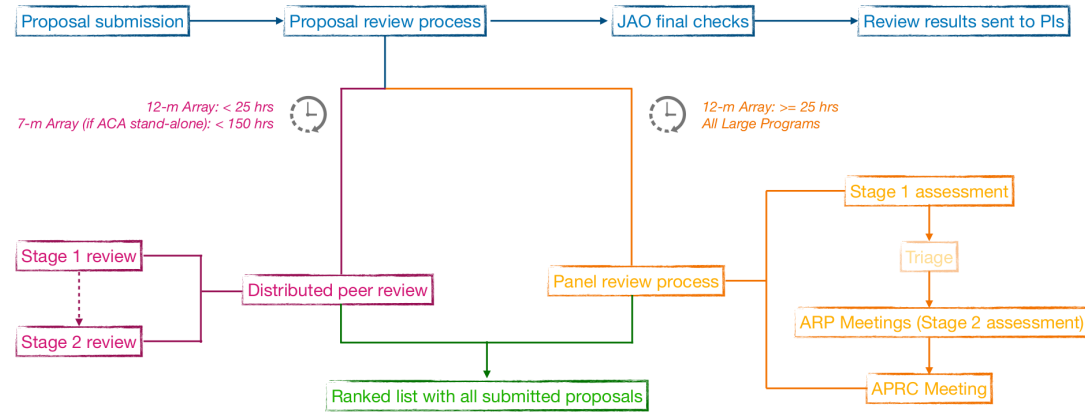 Proposal submission
Proposal review process
JAO final checks
Review results sent to PIs
12-m Array: < 25 hrs
7-m Array (if ACA stand-alone): < 150 hrs
12-m Array: >= 25 hrs
All Large Programs
Stage 1 assessment
Stage 1 review
Triage
Distributed peer review
Panel review process
ARP Meetings (Stage 2 assessment)
Stage 2 review
APRC Meeting
Ranked list with all submitted proposals